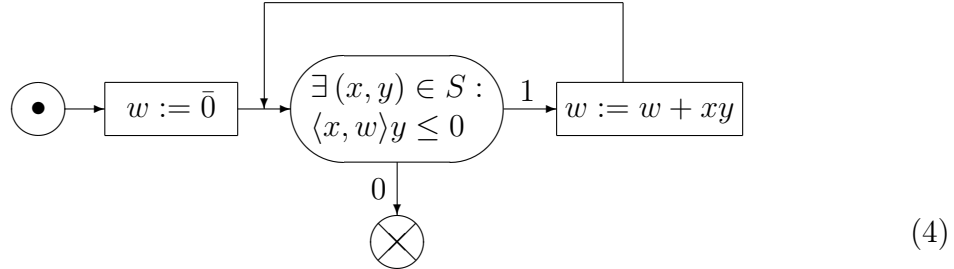 w := 0̄
∃ (x, y) ∈ S :
⟨x, w⟩y ≤ 0
1
w := w + xy
0
(4)